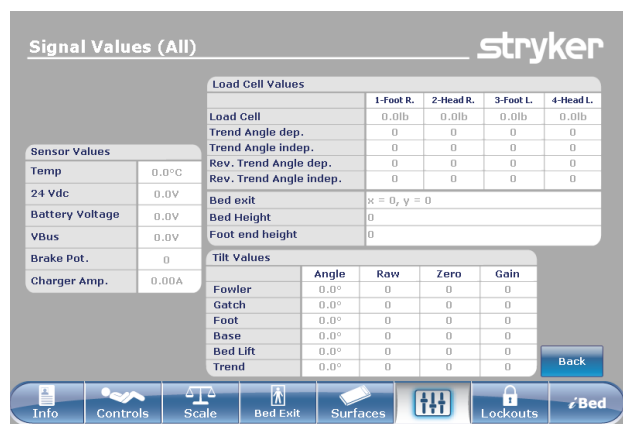 Signal Values (All)
stryker
Load Cell Values
1-Foot R. 2-Head R. 3-Foot L. 4-Head L.
Load Cell 0.0lb 0.0lb 0.0lb 0.0lb
Trend Angle dep. 0 0 0 0
Trend Angle indep. 0 0 0 0
Rev. Trend Angle dep. 0 0 0 0
Rev. Trend Angle indep. 0 0 0 0
Bed exit x = 0, y = 0
Bed Height 0
Foot end height 0
Sensor Values
Temp 0.0°C
24 Vdc 0.0V
Battery Voltage 0.0V
VBus 0.0V
Brake Pot. 0
Charger Amp. 0.00A
Tilt Values
Angle Raw Zero Gain
Fowler 0.0° 0 0 0
Gatch 0.0° 0 0 0
Foot 0.0° 0 0 0
Base 0.0° 0 0 0
Bed Lift 0.0° 0 0 0
Trend 0.0° 0 0 0
Back
Info Controls Scale Bed Exit Surfaces Lockouts iBed